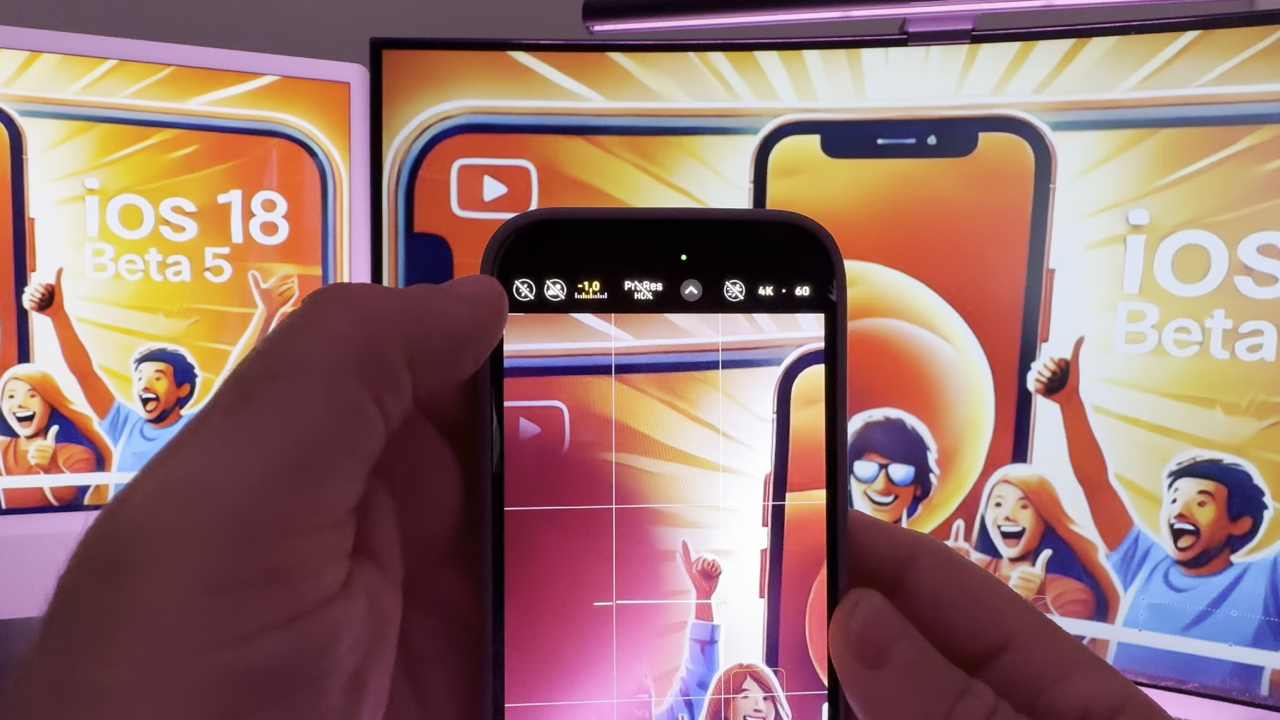 iOS 18
Beta 5
-1,0
ProRes
HDR
4K · 60
iOS
Beta